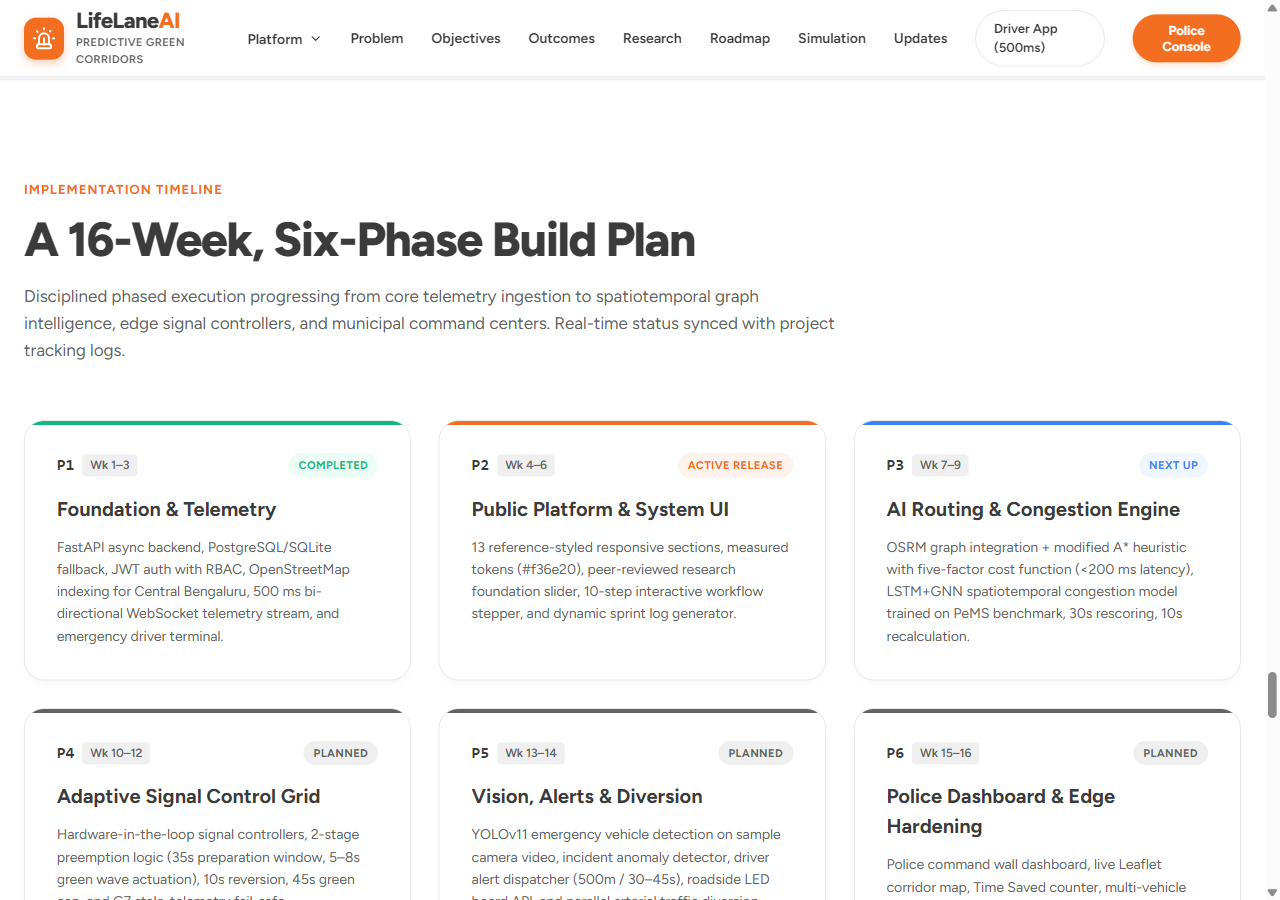 LifeLaneAI
PREDICTIVE GREEN
CORRIDORS
Platform
Problem
Objectives
Outcomes
Research
Roadmap
Simulation
Updates
Driver App
(500ms)
Police
Console
IMPLEMENTATION TIMELINE
A 16-Week, Six-Phase Build Plan
Disciplined phased execution progressing from core telemetry ingestion to spatiotemporal graph
intelligence, edge signal controllers, and municipal command centers. Real-time status synced with project
tracking logs.
P1 Wk 1–3 COMPLETED
Foundation & Telemetry
FastAPI async backend, PostgreSQL/SQLite
fallback, JWT auth with RBAC, OpenStreetMap
indexing for Central Bengaluru, 500 ms bi-
directional WebSocket telemetry stream, and
emergency driver terminal.
P2 Wk 4–6 ACTIVE RELEASE
Public Platform & System UI
13 reference-styled responsive sections, measured
tokens (#f36e20), peer-reviewed research
foundation slider, 10-step interactive workflow
stepper, and dynamic sprint log generator.
P3 Wk 7–9 NEXT UP
AI Routing & Congestion Engine
OSRM graph integration + modified A* heuristic
with five-factor cost function (<200 ms latency),
LSTM+GNN spatiotemporal congestion model
trained on PeMS benchmark, 30s rescoring, 10s
recalculation.
P4 Wk 10–12 PLANNED
Adaptive Signal Control Grid
Hardware-in-the-loop signal controllers, 2-stage
preemption logic (35s preparation window, 5–8s
green wave actuation), 10s reversion, 45s green
P5 Wk 13–14 PLANNED
Vision, Alerts & Diversion
YOLOv11 emergency vehicle detection on sample
camera video, incident anomaly detector, driver
alert dispatcher (500m / 30–45s), roadside LED
P6 Wk 15–16 PLANNED
Police Dashboard & Edge
Hardening
Police command wall dashboard, live Leaflet
corridor map, Time Saved counter, multi-vehicle